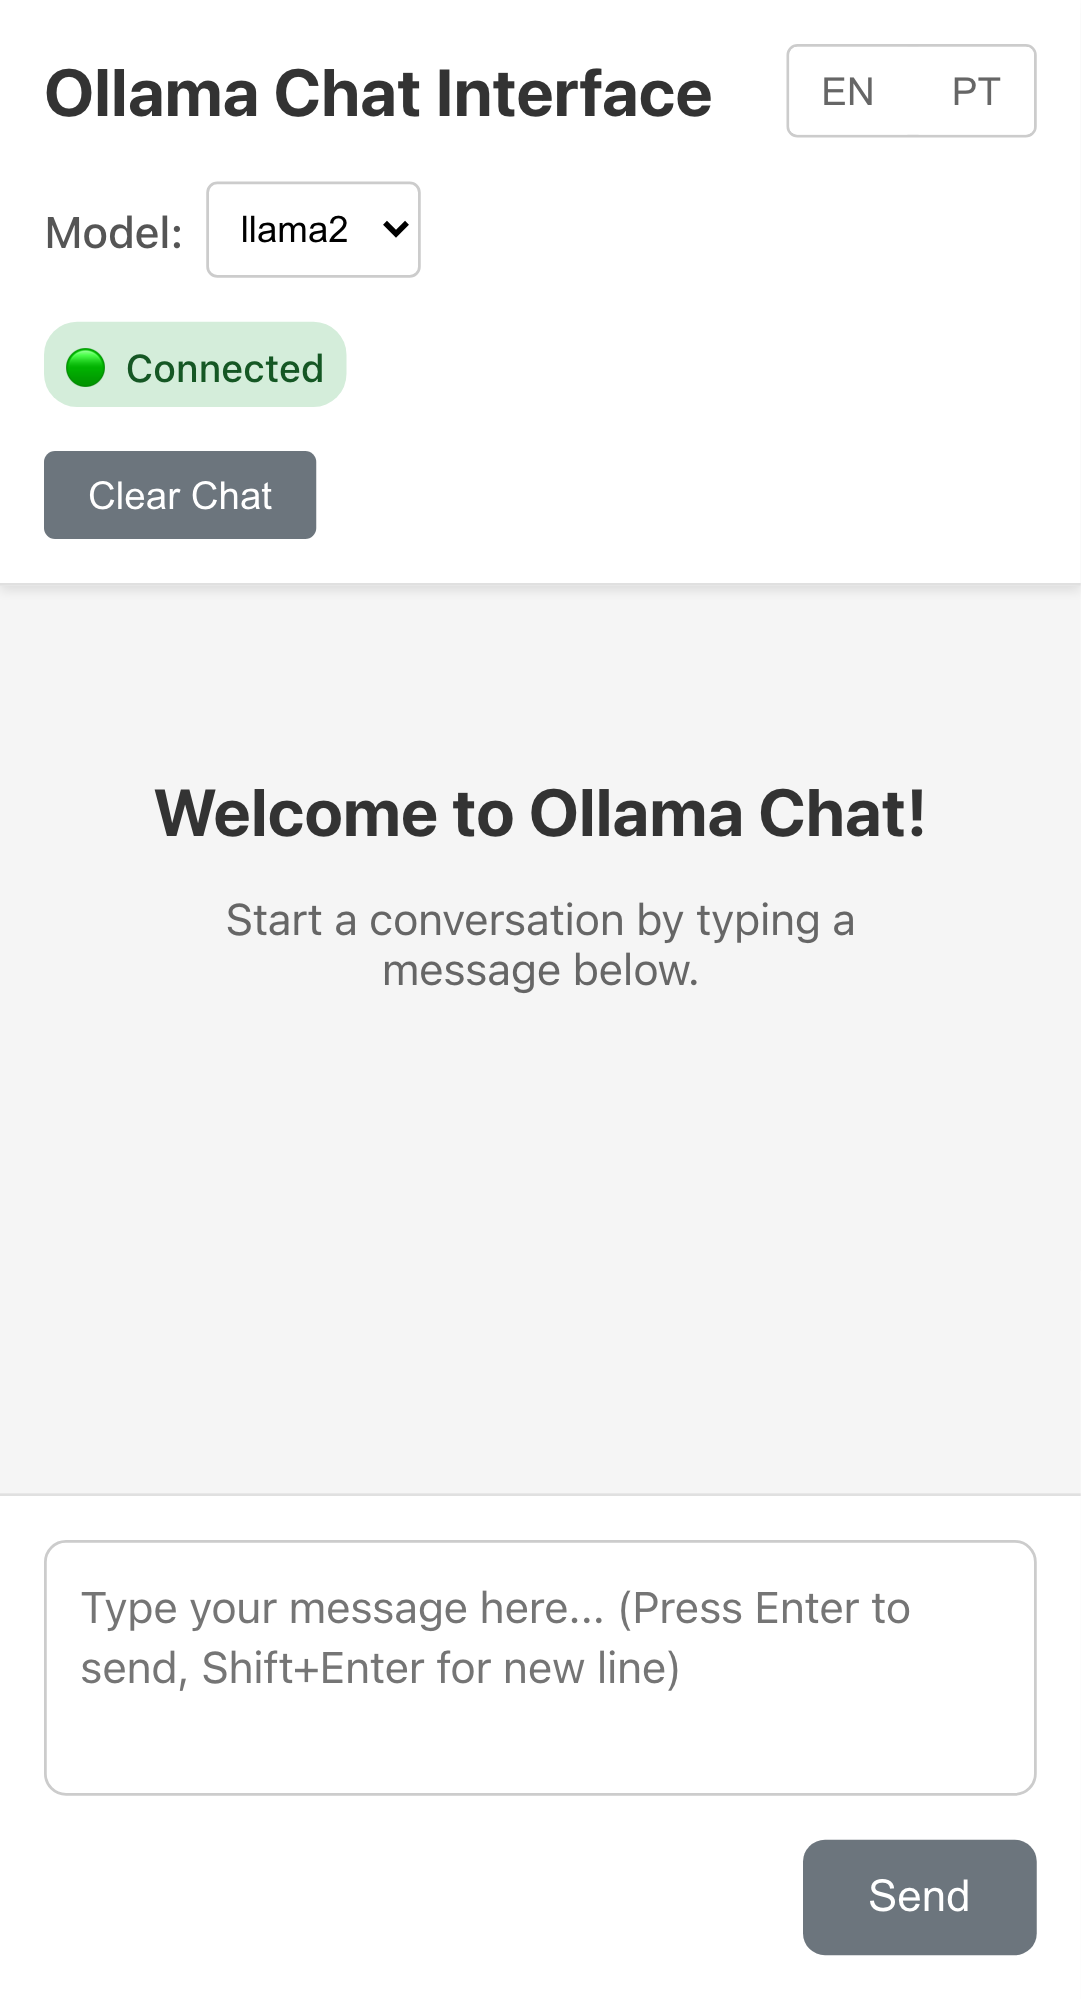 Ollama Chat Interface
EN PT
Model: llama2
Connected
Clear Chat
Welcome to Ollama Chat!
Start a conversation by typing a
message below.
Type your message here... (Press Enter to
send, Shift+Enter for new line)
Send